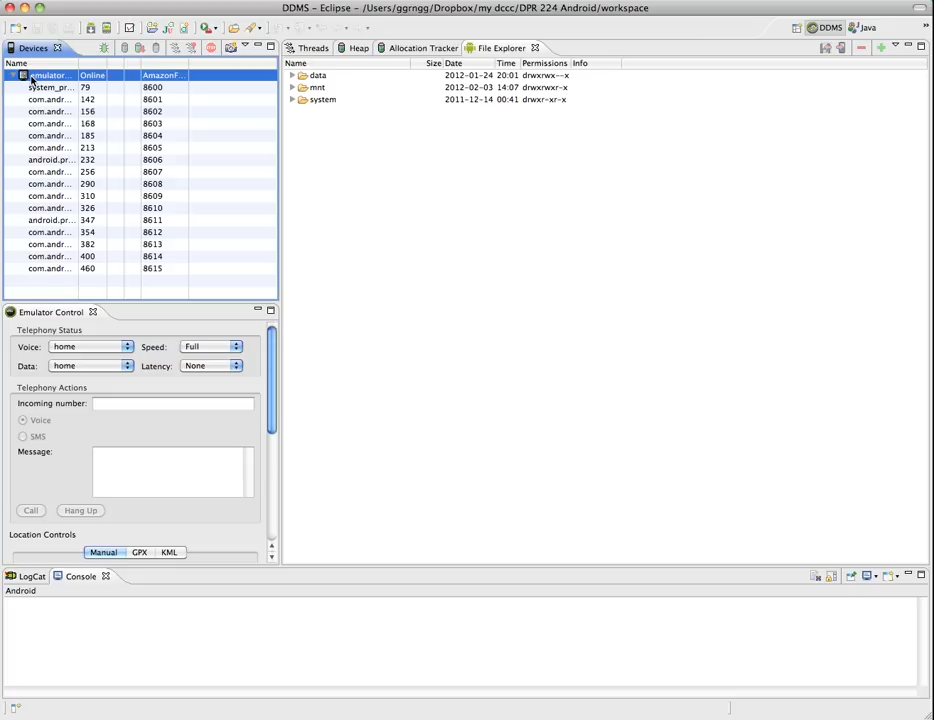 DDMS - Eclipse - /Users/ggrngg/Dropbox/my dccc/DPR 224 Android/workspace
DDMS Java
Devices
Name
emulator... Online AmazonF...
system_pr... 79 8600
com.andr... 142 8601
com.andr... 156 8602
com.andr... 168 8603
com.andr... 185 8604
com.andr... 213 8605
android.pr... 232 8606
com.andr... 256 8607
com.andr... 290 8608
com.andr... 310 8609
com.andr... 326 8610
android.pr... 347 8611
com.andr... 354 8612
com.andr... 382 8613
com.andr... 400 8614
com.andr... 460 8615
Threads Heap Allocation Tracker File Explorer
Name Size Date Time Permissions Info
data 2012-01-24 20:01 drwxrwx--x
mnt 2012-02-03 14:07 drwxrwxr-x
system 2011-12-14 00:41 drwxr-xr-x
Emulator Control
Telephony Status
Voice: home Speed: Full
Data: home Latency: None
Telephony Actions
Incoming number:
Voice
SMS
Message:
Call Hang Up
Location Controls
Manual GPX KML
LogCat Console
Android